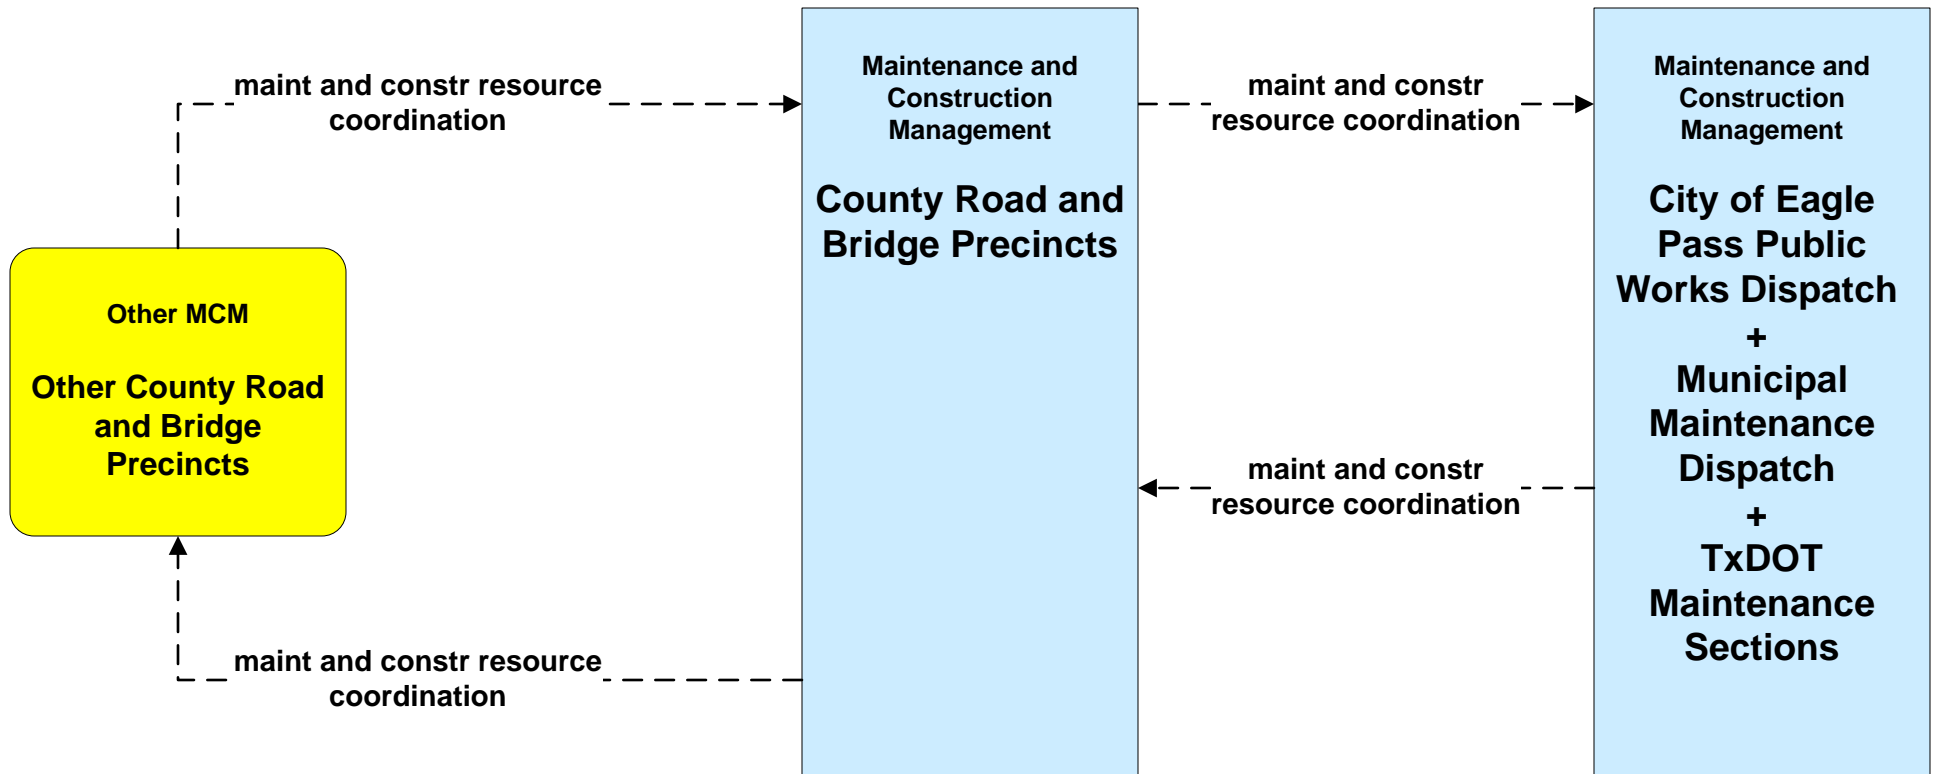 maint and constr resource
coordination
Maintenance and
Construction
Management
County Road and
Bridge Precincts
maint and constr
resource coordination
Maintenance and
Construction
Management
City of Eagle
Pass Public
Works Dispatch
+
Municipal
Maintenance
Dispatch
+
TxDOT
Maintenance
Sections
Other MCM
Other County Road
and Bridge
Precincts
maint and constr
resource coordination
maint and constr resource
coordination